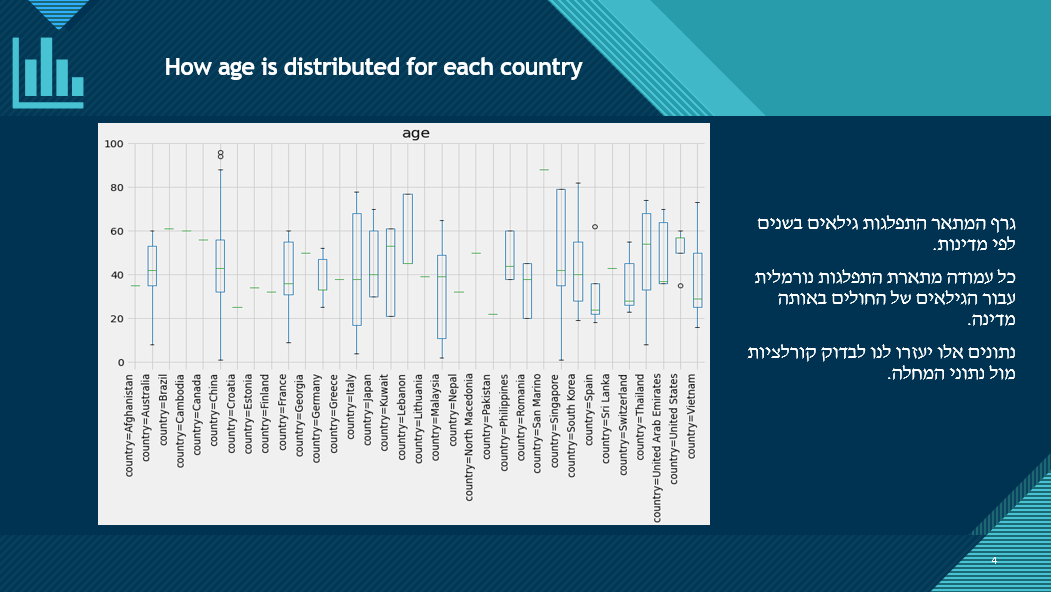 How age is distributed for each country
age
100
80
60
40
20
0
country=Afghanistan
country=Australia
country=Brazil
country=Cambodia
country=Canada
country=China
country=Croatia
country=Estonia
country=Finland
country=France
country=Georgia
country=Germany
country=Greece
country=Italy
country=Japan
country=Kuwait
country=Lebanon
country=Lithuania
country=Malaysia
country=Nepal
country=North Macedonia
country=Pakistan
country=Philippines
country=Romania
country=San Marino
country=Singapore
country=South Korea
country=Spain
country=Sri Lanka
country=Switzerland
country=Thailand
country=United Arab Emirates
country=United States
country=Vietnam
גרף המתאר התפלגות גילאים בשנים
לפי מדינות.
כל עמודה מתארת התפלגות נורמלית
עבור הגילאים של החולים באותה
מדינה.
נתונים אלו יעזרו לנו לבדוק קורלציות
מול נתוני המחלה.
4